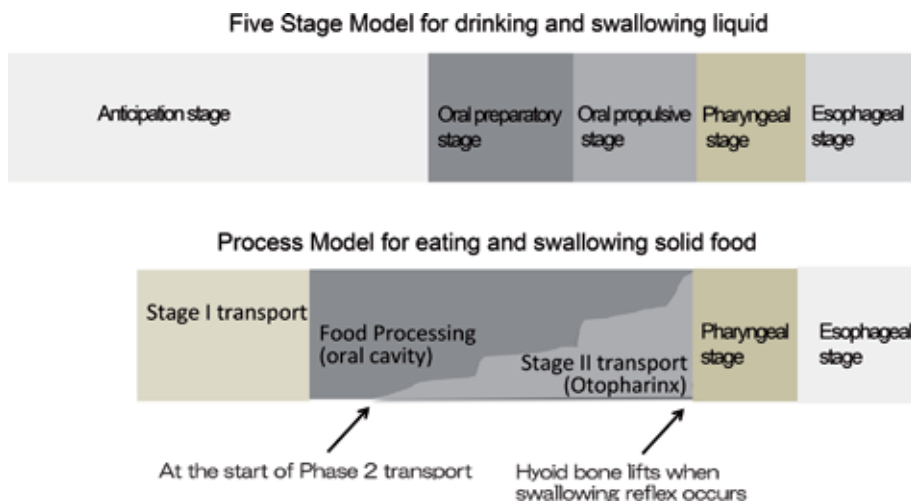 Five Stage Model for drinking and swallowing liquid
Anticipation stage
Oral preparatory
stage
Oral propulsive
stage
Pharyngeal
stage
Esophageal
stage
Process Model for eating and swallowing solid food
Stage I transport
Food Processing
(oral cavity)
Stage II transport
(Otopharinx)
Pharyngeal
stage
Esophageal
stage
At the start of Phase 2 transport
Hyoid bone lifts when
swallowing reflex occurs